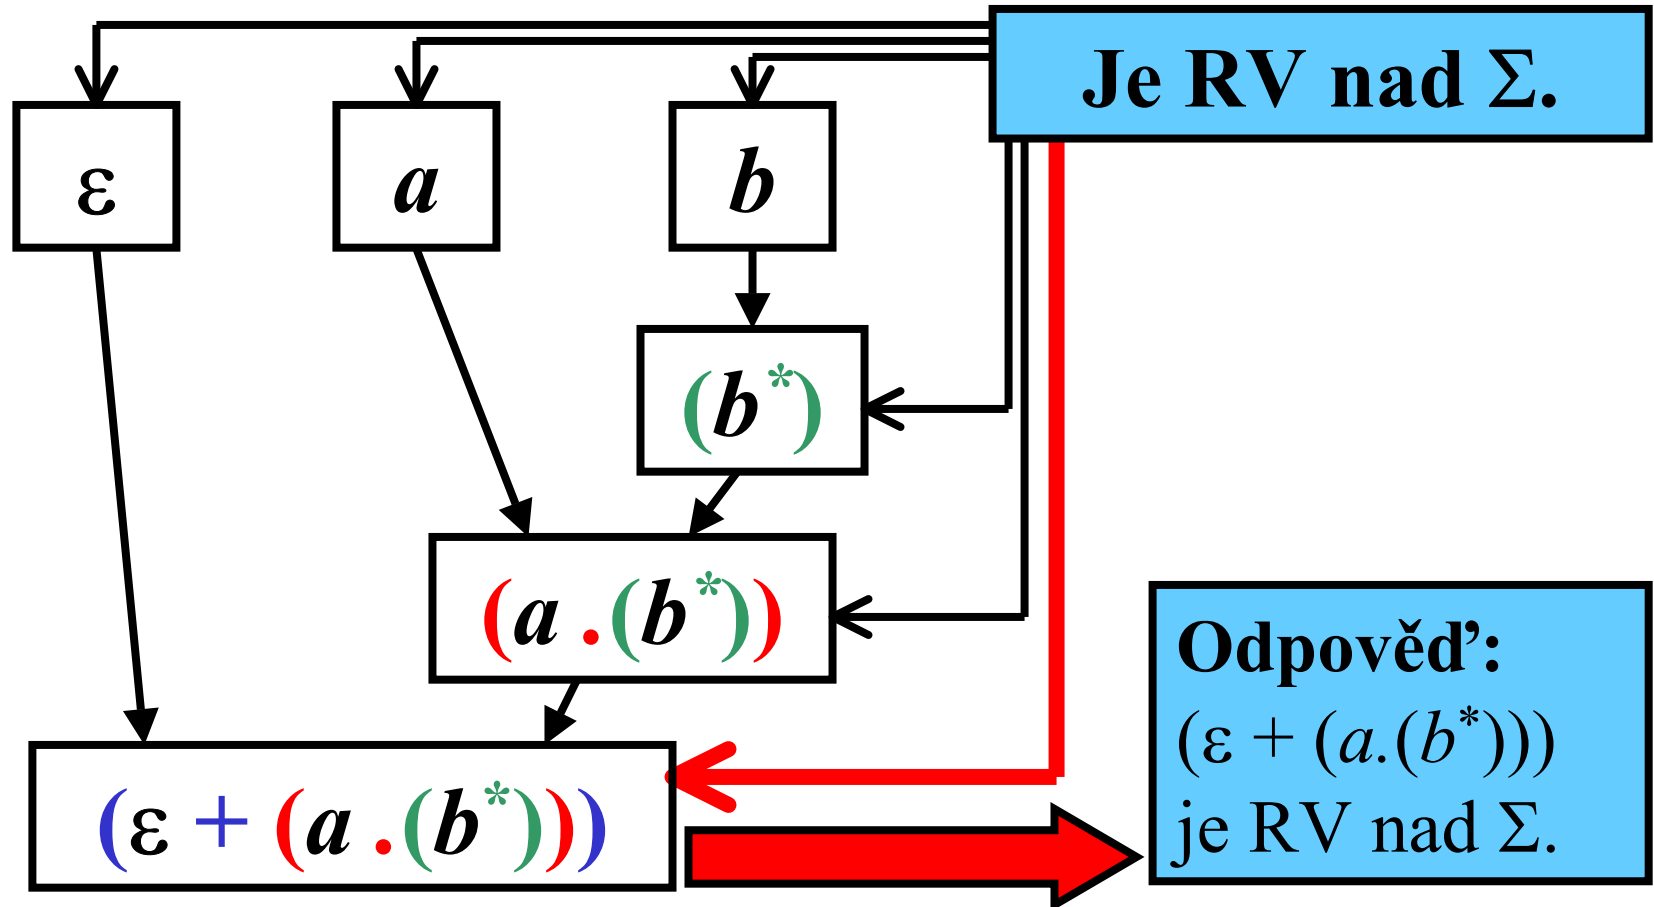 Je RV nad Σ.
ε
a
b
(b*)
(a.(b*))
(ε + (a.(b*)))
Odpověď:
(ε + (a.(b*)))
je RV nad Σ.